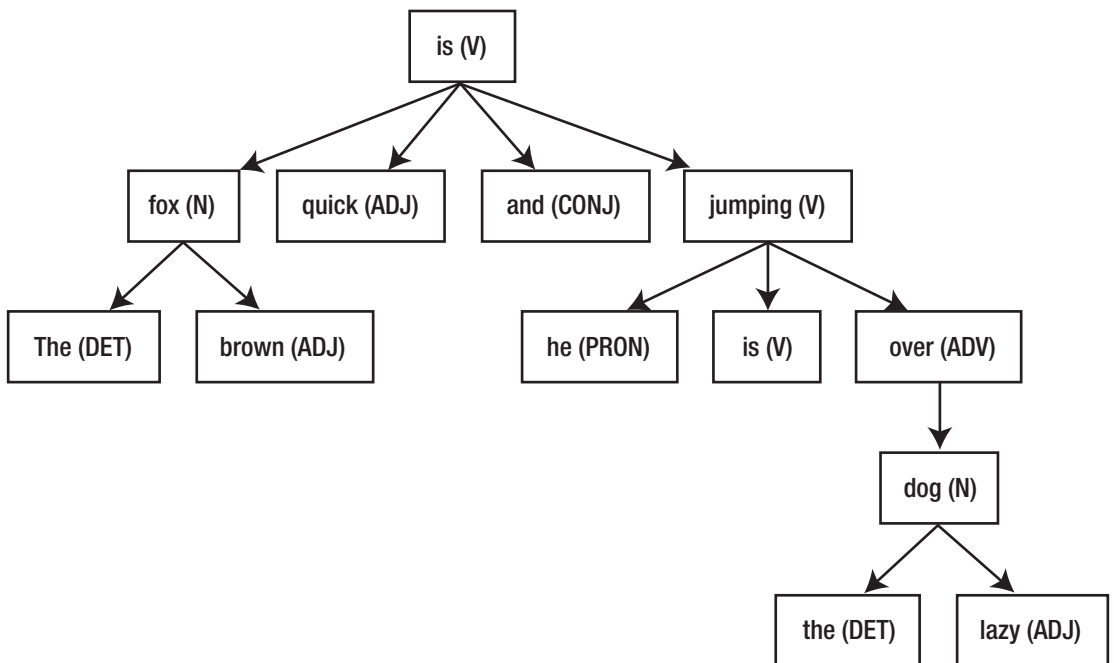 is (V)
fox (N) quick (ADJ) and (CONJ) jumping (V)
The (DET) brown (ADJ) he (PRON) is (V) over (ADV)
dog (N)
the (DET) lazy (ADJ)